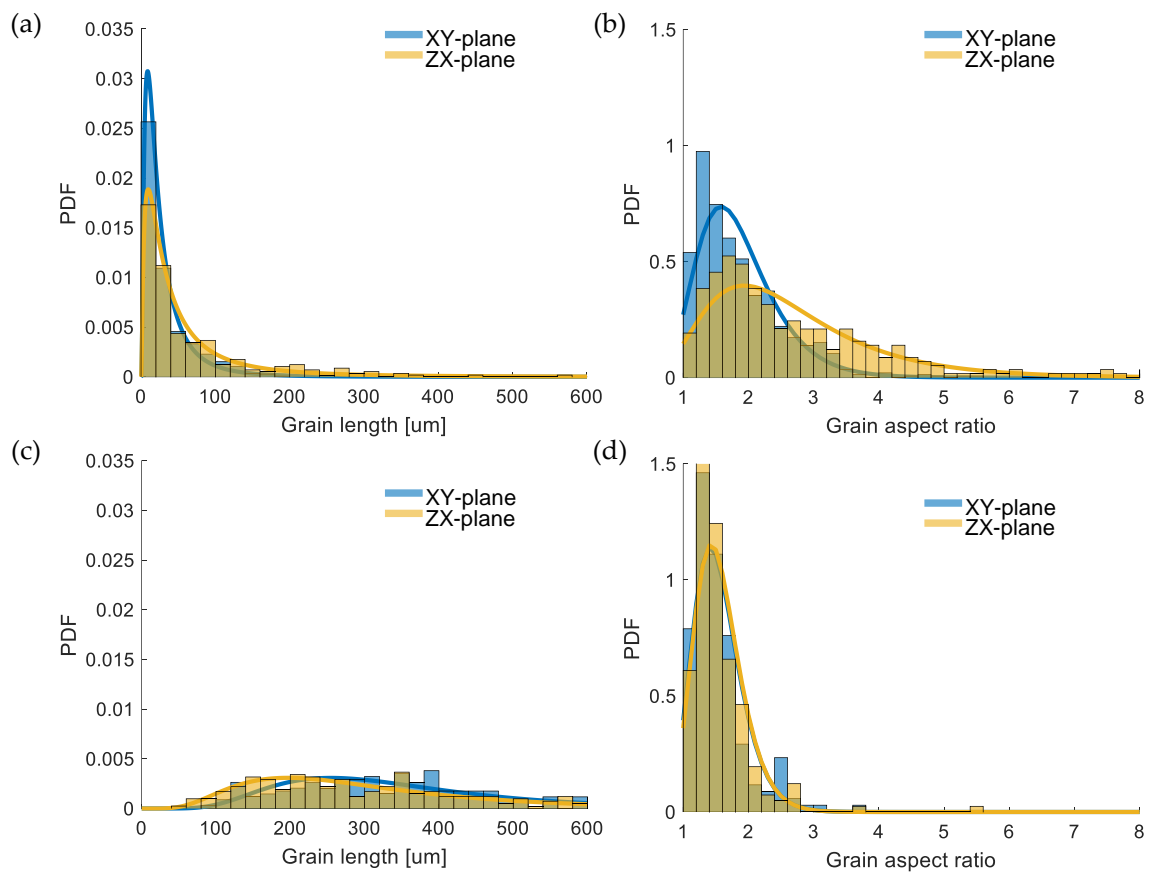 (a)
0.035
0.03
0.025
0.02
0.015
0.01
0.005
0
PDF
XY-plane
ZX-plane
0 100 200 300 400 500 600
Grain length [um]
(b)
1.5
1
0.5
0
PDF
XY-plane
ZX-plane
1 2 3 4 5 6 7 8
Grain aspect ratio
(c)
0.035
0.03
0.025
0.02
0.015
0.01
0.005
0
PDF
XY-plane
ZX-plane
0 100 200 300 400 500 600
Grain length [um]
(d)
1.5
1
0.5
0
PDF
XY-plane
ZX-plane
1 2 3 4 5 6 7 8
Grain aspect ratio